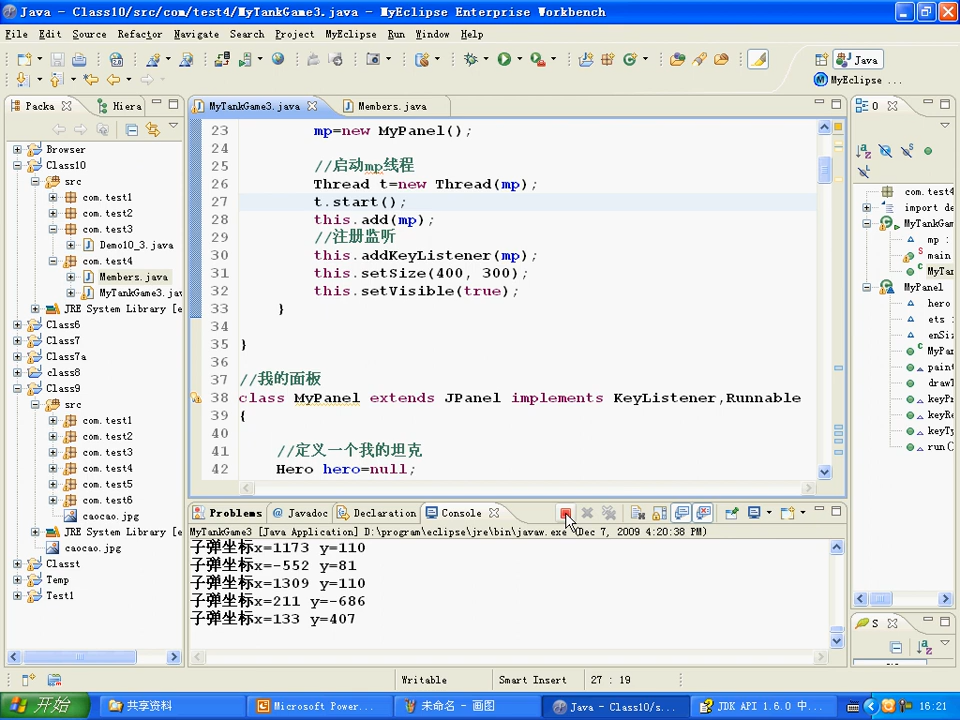 Java - Class10/src/com/test4/MyTankGame3.java - MyEclipse Enterprise Workbench
File Edit Source Refactor Navigate Search Project MyEclipse Run Window Help
Java
MyEclipse ...
Packa
Hiera
Browser
Class10
src
com.test1
com.test2
com.test3
Demo10_3.java
com.test4
Members.java
MyTankGame3.jav
JRE System Library [e
Class6
Class7
Class7a
class8
Class9
src
com.test1
com.test2
com.test3
com.test4
com.test5
com.test6
caocao.jpg
JRE System Library [e
caocao.jpg
Classt
Temp
Test1
MyTankGame3.java
Members.java
23 mp=new MyPanel();
24
25 //启动mp线程
26 Thread t=new Thread(mp);
27 t.start();
28 this.add(mp);
29 //注册监听
30 this.addKeyListener(mp);
31 this.setSize(400, 300);
32 this.setVisible(true);
33 }
34
35 }
36
37 //我的面板
38 class MyPanel extends JPanel implements KeyListener,Runnable
39 {
40
41 //定义一个我的坦克
42 Hero hero=null;
O
com.test4
import de
MyTankGam
mp :
main
MyTan
MyPanel
hero
ets :
enSiz
MyPan
paint
drawT
keyPr
keyRe
keyTy
run()
S
Problems @ Javadoc Declaration Console
MyTankGame3 [Java Application] D:\program\eclipse\jre\bin\javaw.exe (Dec 7, 2009 4:20:38 PM)
子弹坐标x=1173 y=110
子弹坐标x=-552 y=81
子弹坐标x=1309 y=110
子弹坐标x=211 y=-686
子弹坐标x=133 y=407
Writable Smart Insert 27 : 19
开始 共享资料 Microsoft Power... 未命名 - 画图 Java - Class10/s... JDK API 1.6.0 中... 16:21